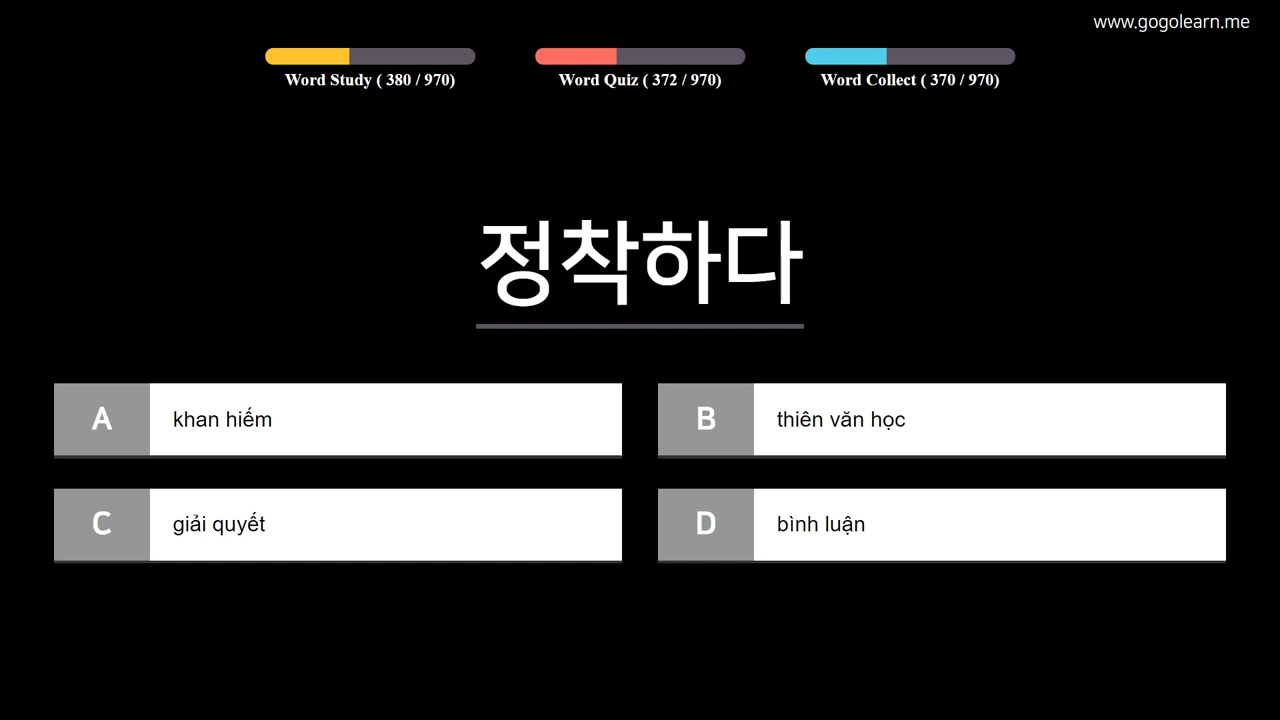 www.gogolearn.me
Word Study ( 380 / 970)
Word Quiz ( 372 / 970)
Word Collect ( 370 / 970)
정착하다
A khan hiếm
B thiên văn học
C giải quyết
D bình luận